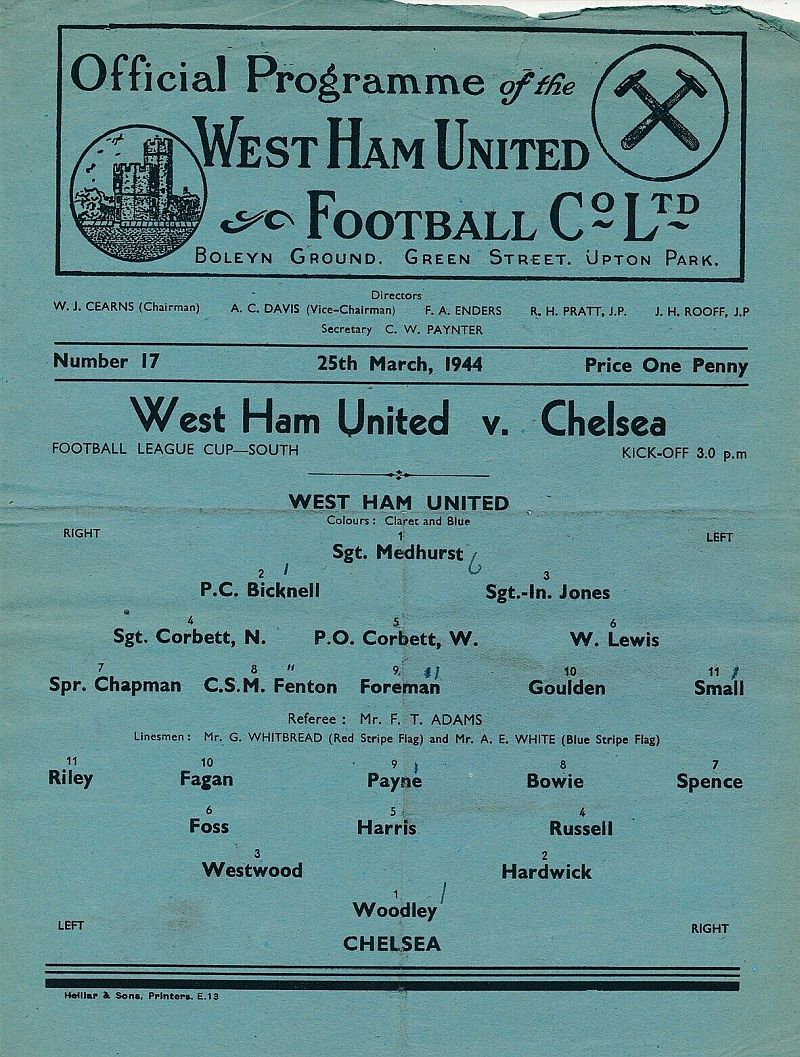 Official Programme of the
WEST HAM UNITED
FOOTBALL CO LTD
BOLEYN GROUND. GREEN STREET. UPTON PARK.
Directors
W. J. CEARNS (Chairman) A. C. DAVIS (Vice-Chairman) F. A. ENDERS R. H. PRATT, J.P. J. H. ROOFF, J.P
Secretary C. W. PAYNTER
Number 17 25th March, 1944 Price One Penny
West Ham United v. Chelsea
FOOTBALL LEAGUE CUP—SOUTH KICK-OFF 3.0 p.m
WEST HAM UNITED
Colours : Claret and Blue
RIGHT LEFT
1
Sgt. Medhurst 6
2 3
P.C. Bicknell Sgt.-In. Jones
4 5 6
Sgt. Corbett, N. P.O. Corbett, W. W. Lewis
7 8 9 10 11
Spr. Chapman C.S.M. Fenton Foreman Goulden Small
Referee : Mr. F. T. ADAMS
Linesmen : Mr. G. WHITBREAD (Red Stripe Flag) and Mr. A. E. WHITE (Blue Stripe Flag)
11 10 9 8 7
Riley Fagan Payne Bowie Spence
6 5 4
Foss Harris Russell
3 2
Westwood Hardwick
1
Woodley
LEFT RIGHT
CHELSEA
Helliar & Sons, Printers. E.13